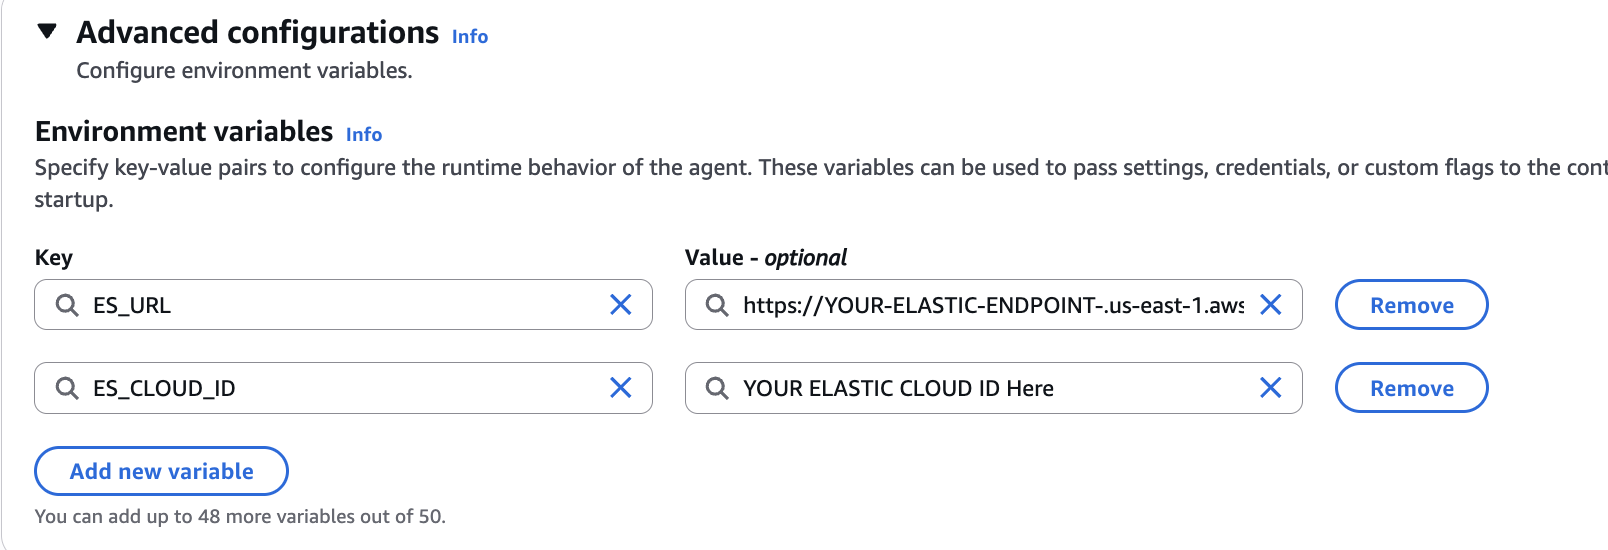 Advanced configurations Info
Configure environment variables.
Environment variables Info
Specify key-value pairs to configure the runtime behavior of the agent. These variables can be used to pass settings, credentials, or custom flags to the
startup.
Key Value - optional
ES_URL https://YOUR-ELASTIC-ENDPOINT-.us-east-1.aws Remove
ES_CLOUD_ID YOUR ELASTIC CLOUD ID Here Remove
Add new variable
You can add up to 48 more variables out of 50.